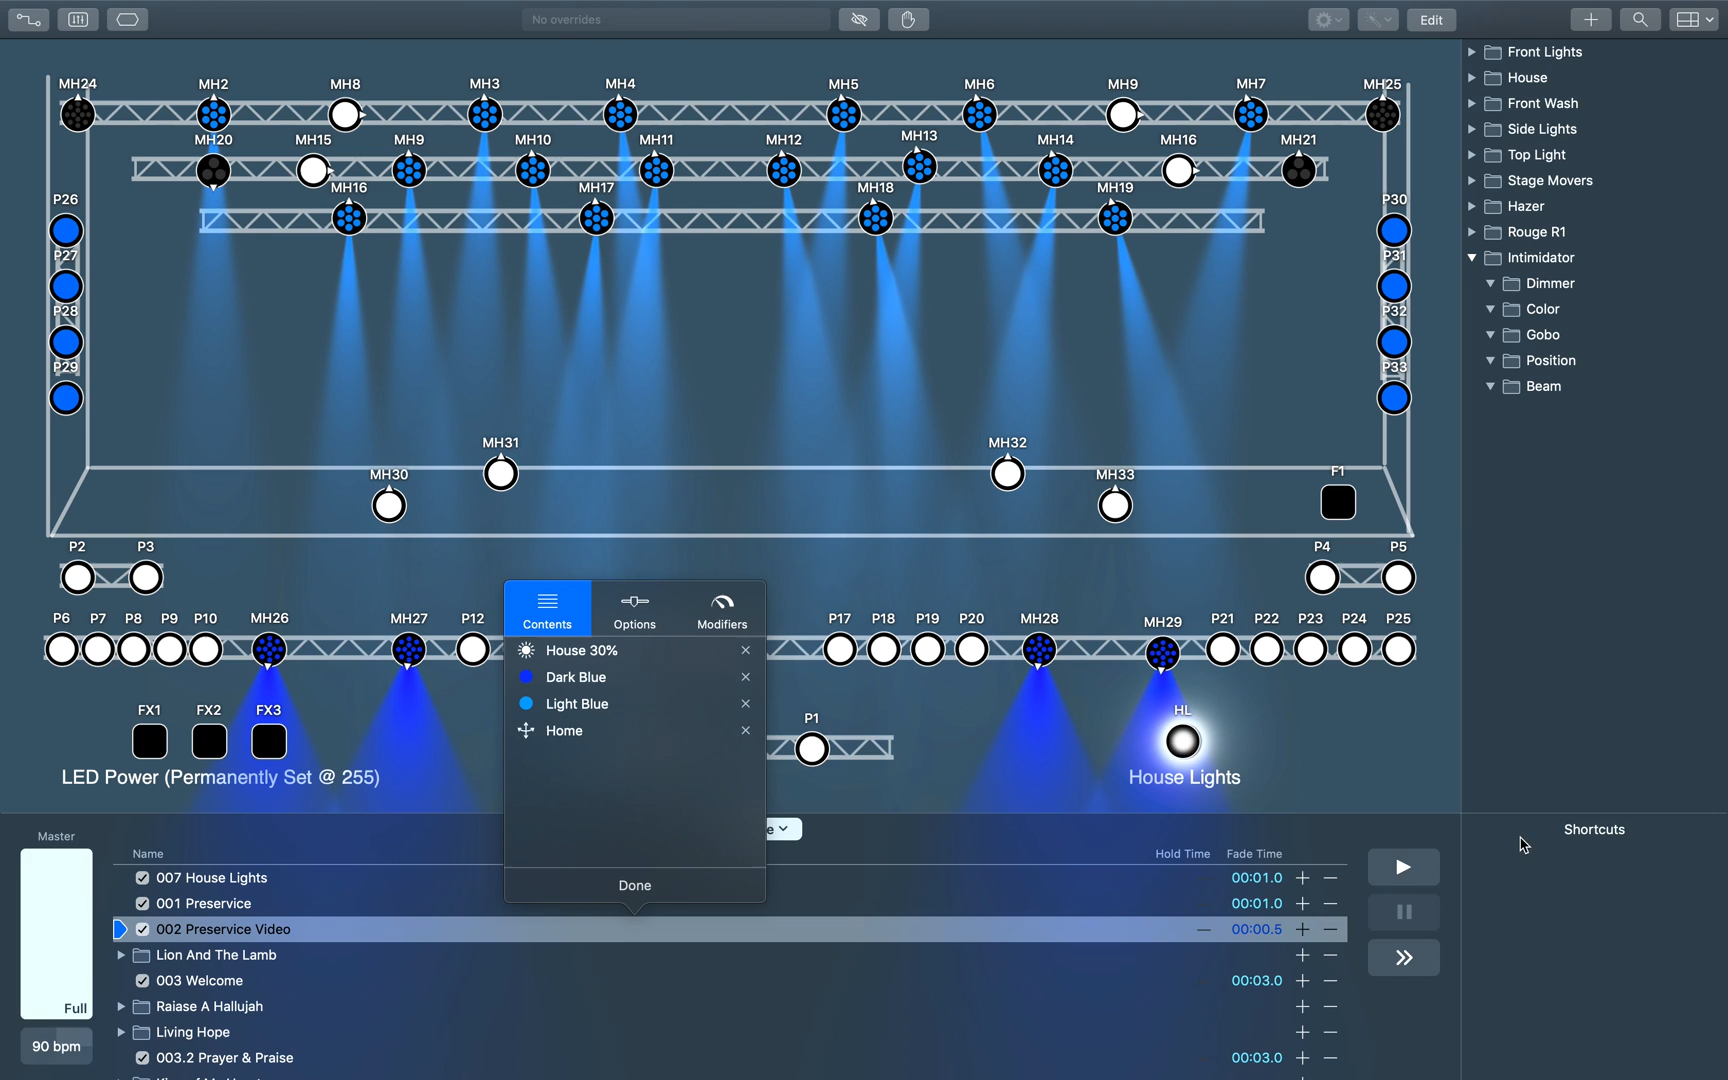 No overrides
Edit
MH24 MH2 MH8 MH3 MH4 MH5 MH6 MH9 MH7 MH25
MH20 MH15 MH9 MH10 MH11 MH12 MH13 MH14 MH16 MH21
MH16 MH17 MH18 MH19
P26 P30
P27 P31
P28 P32
P29 P33
MH31 MH32
MH30 MH33 F1
P2 P3 P4 P5
P6 P7 P8 P9 P10 MH26 MH27 P12 P17 P18 P19 P20 MH28 MH29 P21 P22 P23 P24 P25
FX1 FX2 FX3 P1 HL
LED Power (Permanently Set @ 255)
House Lights
Contents Options Modifiers
House 30%
Dark Blue
Light Blue
Home
Done
Front Lights
House
Front Wash
Side Lights
Top Light
Stage Movers
Hazer
Rouge R1
Intimidator
Dimmer
Color
Gobo
Position
Beam
Shortcuts
Master
Full
90 bpm
Name Hold Time Fade Time
007 House Lights 00:01.0
001 Preservice 00:01.0
002 Preservice Video 00:00.5
Lion And The Lamb
003 Welcome 00:03.0
Raiase A Hallujah
Living Hope
003.2 Prayer & Praise 00:03.0